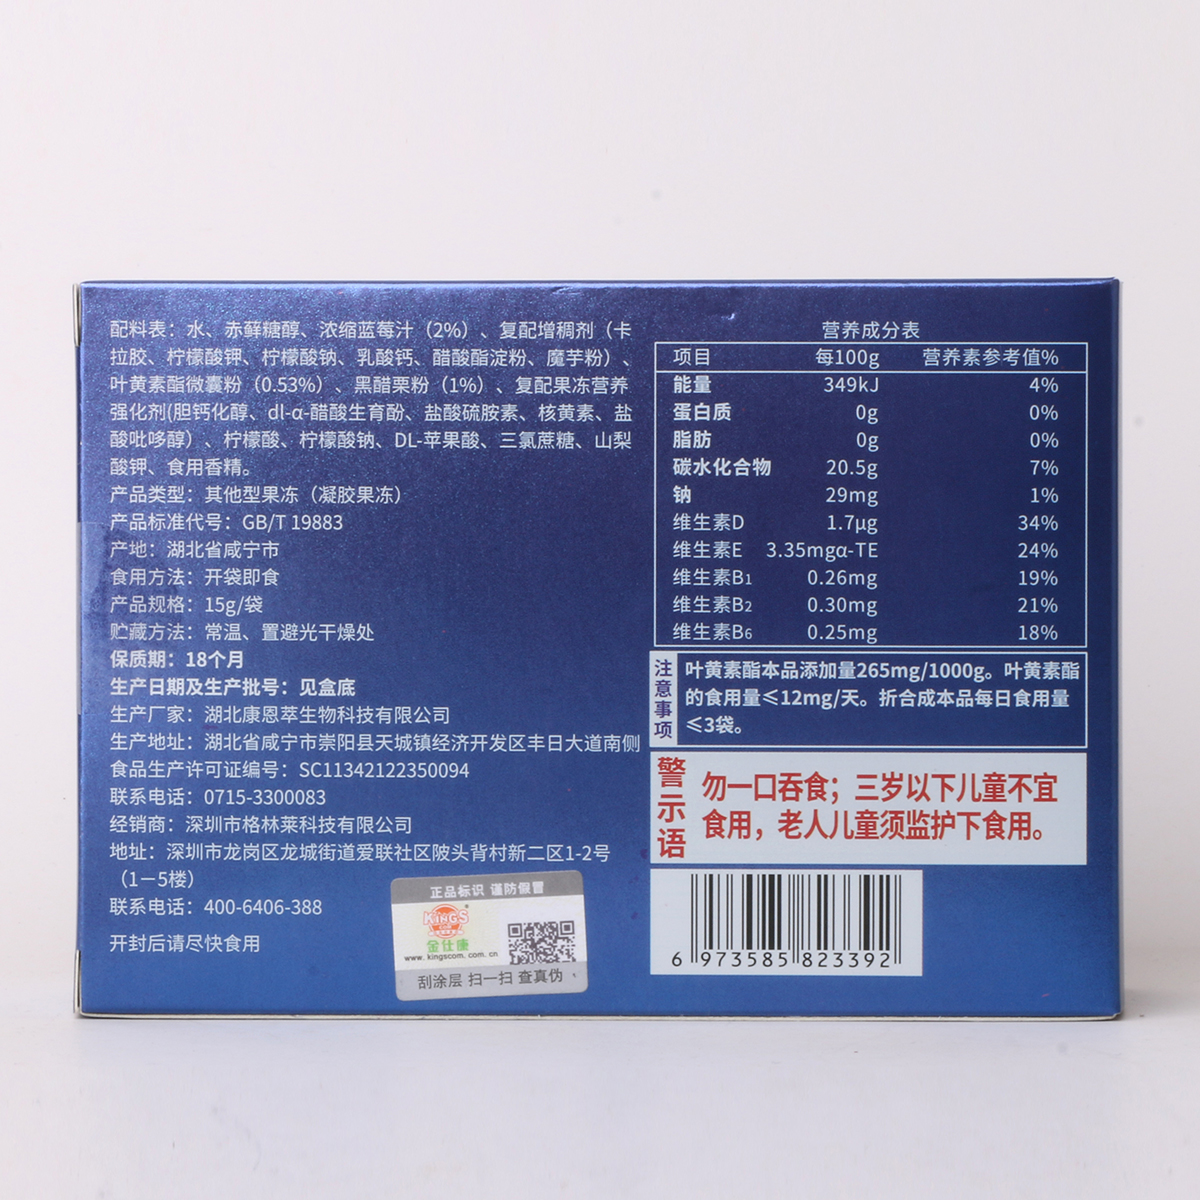 配料表：水、赤藓糖醇、浓缩蓝莓汁（2%）、复配增稠剂（卡
拉胶、柠檬酸钾、柠檬酸钠、乳酸钙、醋酸酯淀粉、魔芋粉）、
叶黄素酯微囊粉（0.53%）、黑醋栗粉（1%）、复配果冻营养
强化剂(胆钙化醇、dl-α-醋酸生育酚、盐酸硫胺素、核黄素、盐
酸吡哆醇）、柠檬酸、柠檬酸钠、DL-苹果酸、三氯蔗糖、山梨
酸钾、食用香精。
产品类型：其他型果冻（凝胶果冻）
产品标准代号：GB/T 19883
产地：湖北省咸宁市
食用方法：开袋即食
产品规格：15g/袋
贮藏方法：常温、置避光干燥处
保质期：18个月
生产日期及生产批号：见盒底
生产厂家：湖北康恩萃生物科技有限公司
生产地址：湖北省咸宁市崇阳县天城镇经济开发区丰日大道南侧
食品生产许可证编号：SC11342122350094
联系电话：0715-3300083
经销商：深圳市格林莱科技有限公司
地址：深圳市龙岗区龙城街道爱联社区陂头背村新二区1-2号
（1－5楼）
联系电话：400-6406-388
开封后请尽快食用
正品标识 谨防假冒
KINGS
COM
金仕康
www.kingscom.com.cn
刮涂层 扫一扫 查真伪
营养成分表
项目 每100g 营养素参考值%
能量 349kJ 4%
蛋白质 0g 0%
脂肪 0g 0%
碳水化合物 20.5g 7%
钠 29mg 1%
维生素D 1.7μg 34%
维生素E 3.35mgα-TE 24%
维生素B1 0.26mg 19%
维生素B2 0.30mg 21%
维生素B6 0.25mg 18%
注意事项
叶黄素酯本品添加量265mg/1000g。叶黄素酯
的食用量≤12mg/天。折合成本品每日食用量
≤3袋。
警示语
勿一口吞食；三岁以下儿童不宜
食用，老人儿童须监护下食用。
6 973585 823392